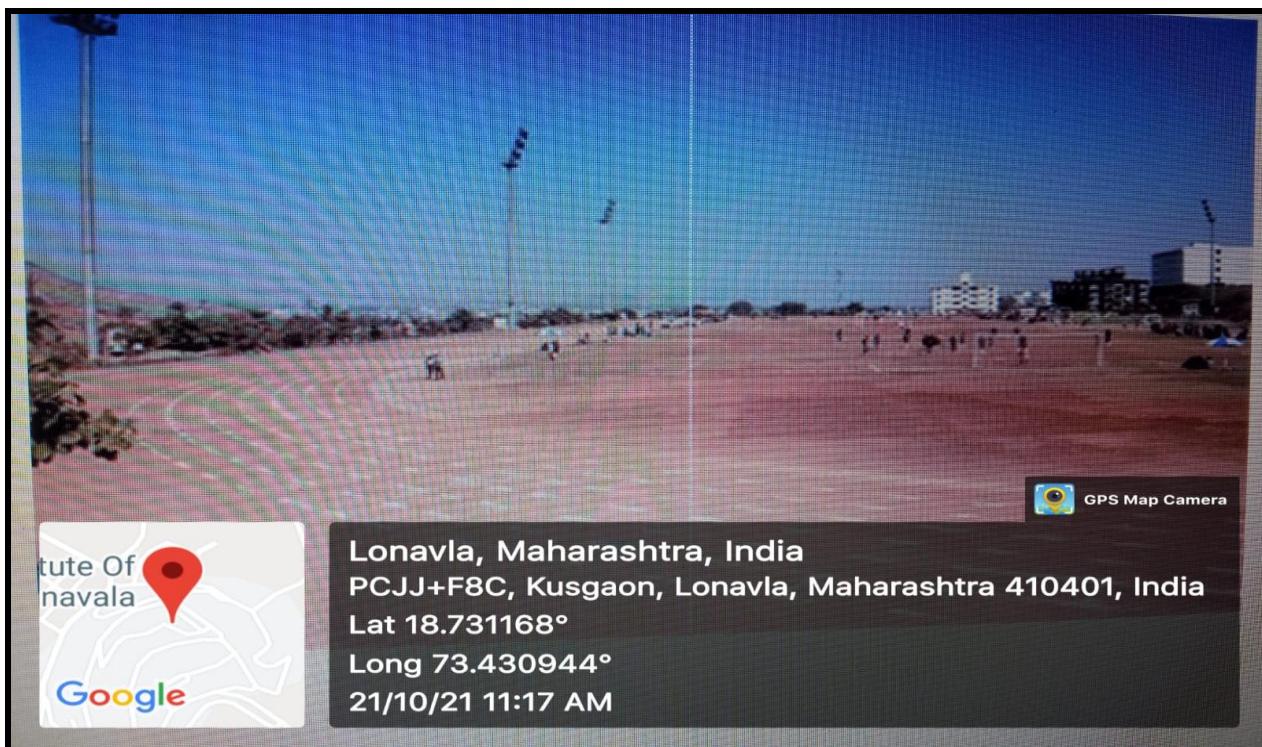 GPS Map Camera
tute Of
navala
Google
Lonavla, Maharashtra, India
PCJJ+F8C, Kusgaon, Lonavla, Maharashtra 410401, India
Lat 18.731168°
Long 73.430944°
21/10/21 11:17 AM